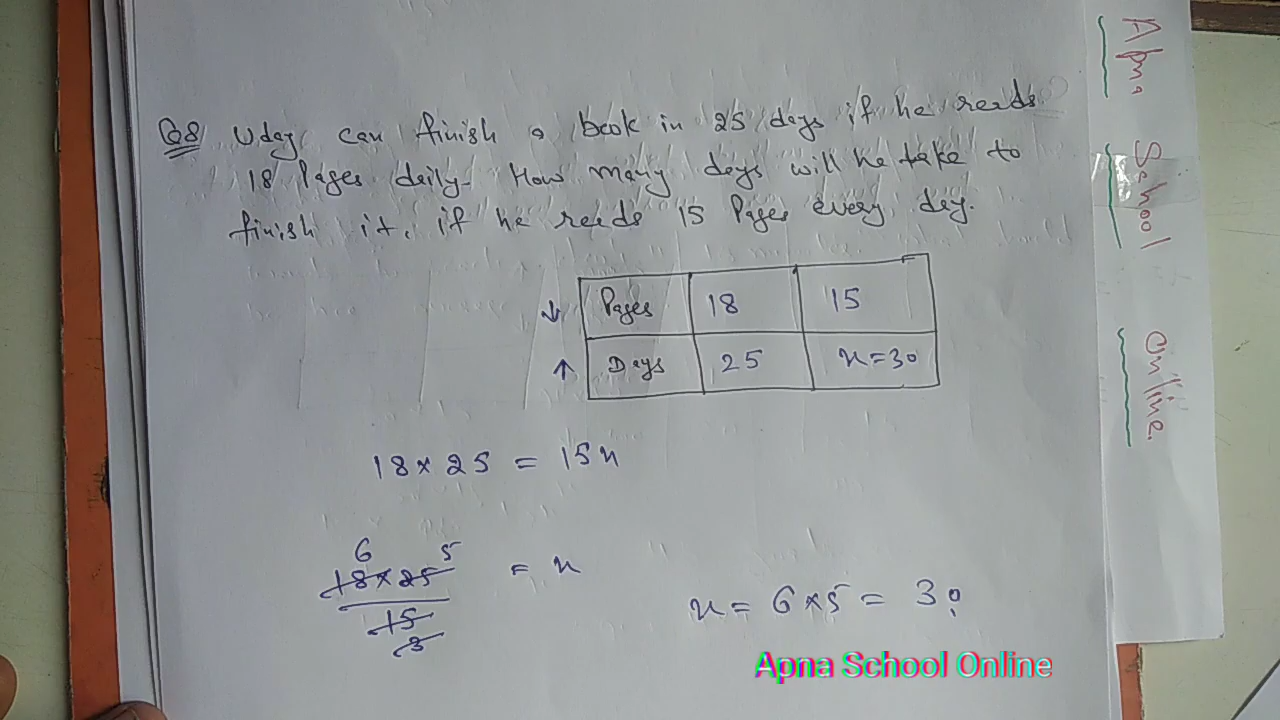 Q8 Uday can finish a book in 25 days if he reads
18 Pages daily. How many days will he take to
finish it, if he reads 15 Pages every day.
Pages 18 15
Days 25 x=30
18 × 25 = 15x
6 5
18×25 = x
15
3
x = 6×5 = 30
Apna School Online
Apna School Online